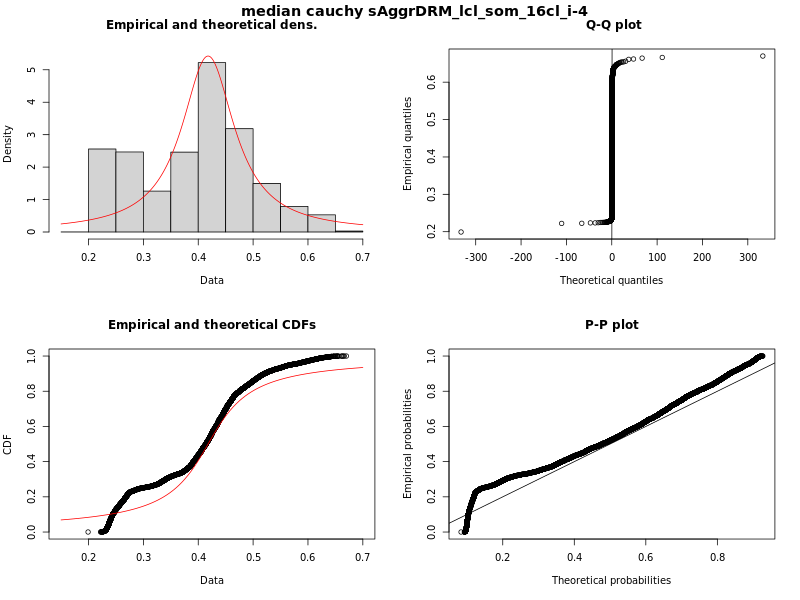 median cauchy sAggrDRM_lcl_som_16cl_i-4
Empirical and theoretical dens.
Density
0 1 2 3 4 5
0.2 0.3 0.4 0.5 0.6 0.7
Data
Q-Q plot
Empirical quantiles
0.2 0.3 0.4 0.5 0.6
-300 -200 -100 0 100 200 300
Theoretical quantiles
Empirical and theoretical CDFs
CDF
0.0 0.2 0.4 0.6 0.8 1.0
0.2 0.3 0.4 0.5 0.6 0.7
Data
P-P plot
Empirical probabilities
0.0 0.2 0.4 0.6 0.8 1.0
0.2 0.4 0.6 0.8
Theoretical probabilities